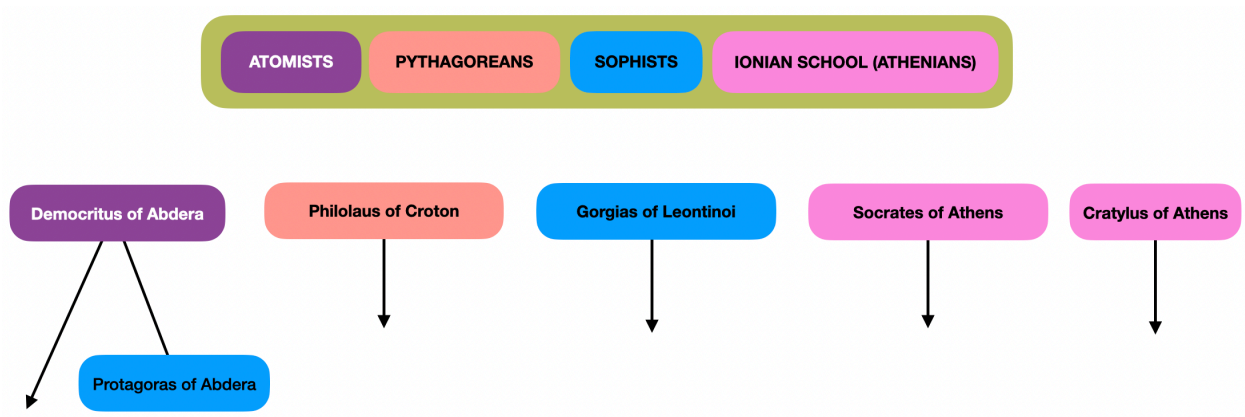 ATOMISTS
PYTHAGOREANS
SOPHISTS
IONIAN SCHOOL (ATHENIANS)
Democritus of Abdera
Philolaus of Croton
Gorgias of Leontinoi
Socrates of Athens
Cratylus of Athens
Protagoras of Abdera